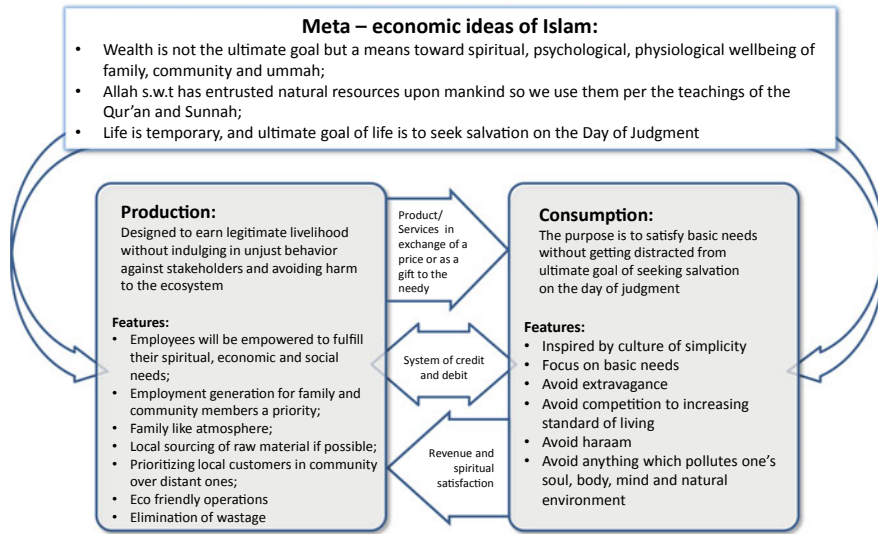 Meta – economic ideas of Islam:
• Wealth is not the ultimate goal but a means toward spiritual, psychological, physiological wellbeing of
family, community and ummah;
• Allah s.w.t has entrusted natural resources upon mankind so we use them per the teachings of the
Qur'an and Sunnah;
• Life is temporary, and ultimate goal of life is to seek salvation on the Day of Judgment
Production:
Designed to earn legitimate livelihood
without indulging in unjust behavior
against stakeholders and avoiding harm
to the ecosystem
Features:
• Employees will be empowered to fulfill
their spiritual, economic and social
needs;
• Employment generation for family and
community members a priority;
• Family like atmosphere;
• Local sourcing of raw material if possible;
• Prioritizing local customers in community
over distant ones;
• Eco friendly operations
• Elimination of wastage
Product/
Services in
exchange of a
price or as a
gift to the
needy
System of credit
and debit
Revenue and
spiritual
satisfaction
Consumption:
The purpose is to satisfy basic needs
without getting distracted from
ultimate goal of seeking salvation
on the day of judgment
Features:
• Inspired by culture of simplicity
• Focus on basic needs
• Avoid extravagance
• Avoid competition to increasing
standard of living
• Avoid haraam
• Avoid anything which pollutes one's
soul, body, mind and natural
environment